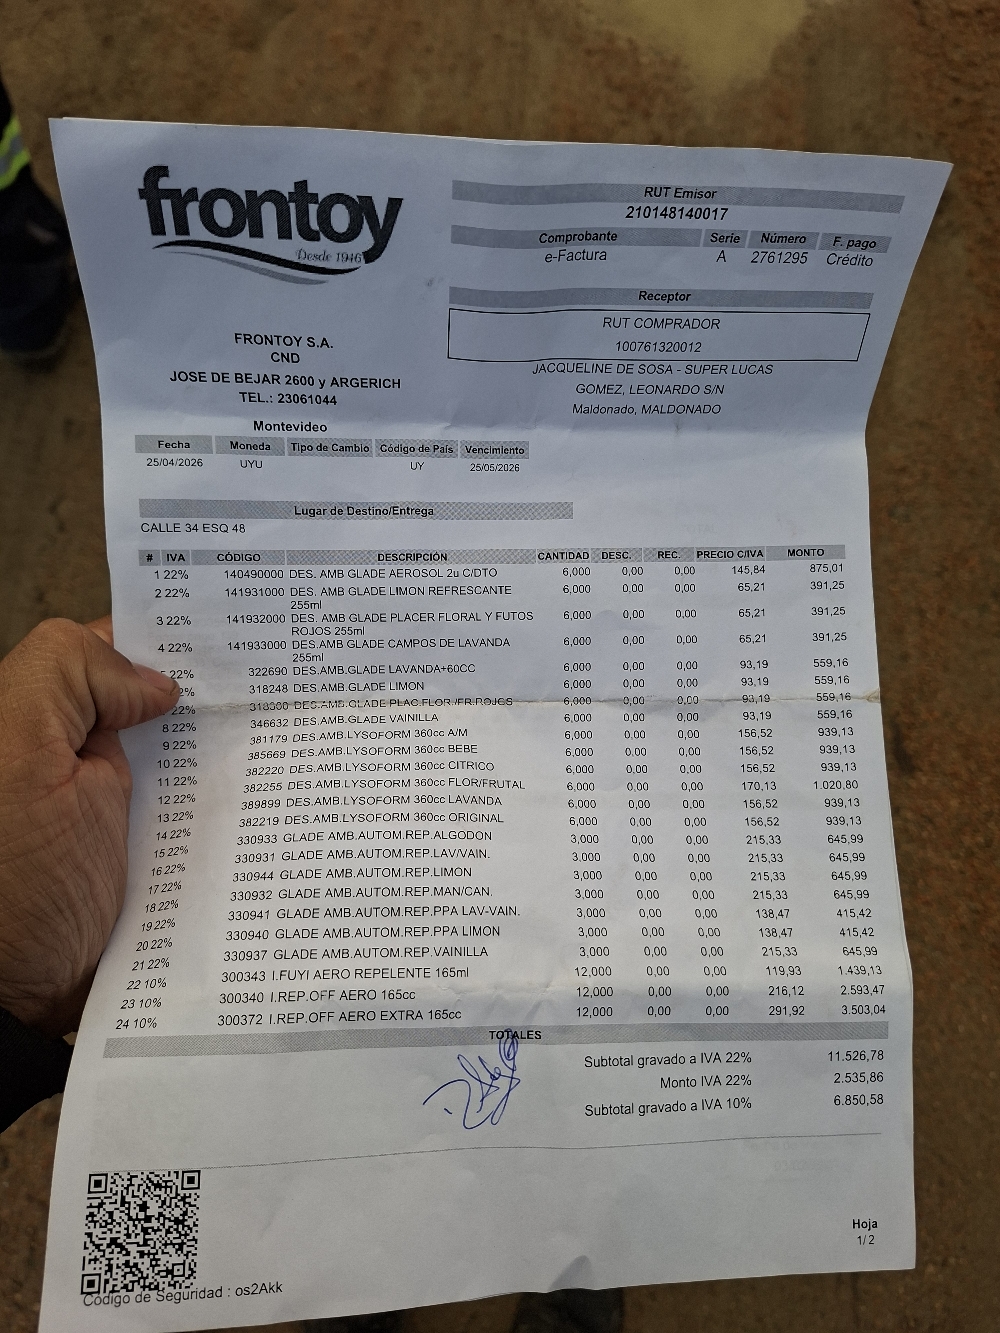 frontoy
Desde 1946
RUT Emisor
210148140017
Comprobante Serie Número F. pago
e-Factura A 2761295 Crédito
Receptor
RUT COMPRADOR
100761320012
JACQUELINE DE SOSA - SUPER LUCAS
GOMEZ, LEONARDO S/N
Maldonado, MALDONADO
FRONTOY S.A.
CND
JOSE DE BEJAR 2600 y ARGERICH
TEL.: 23061044
Montevideo
Fecha Moneda Tipo de Cambio Código de País Vencimiento
25/04/2026 UYU UY 25/05/2026
Lugar de Destino/Entrega
CALLE 34 ESQ 48
# IVA CÓDIGO DESCRIPCIÓN CANTIDAD DESC. REC. PRECIO C/IVA MONTO
1 22% 140490000 DES. AMB GLADE AEROSOL 2u C/DTO 6,000 0,00 0,00 145,84 875,01
2 22% 141931000 DES. AMB GLADE LIMON REFRESCANTE 6,000 0,00 0,00 65,21 391,25
255ml
3 22% 141932000 DES. AMB GLADE PLACER FLORAL Y FUTOS 6,000 0,00 0,00 65,21 391,25
ROJOS 255ml
4 22% 141933000 DES. AMB GLADE CAMPOS DE LAVANDA 6,000 0,00 0,00 65,21 391,25
255ml
22% 322690 DES.AMB.GLADE LAVANDA+60CC 6,000 0,00 0,00 93,19 559,16
2% 318248 DES.AMB.GLADE LIMON 6,000 0,00 0,00 93,19 559,16
22% DES.AMB.GLADE PLAC.FLOR./FR.ROJOS 6,000 0,00 0,00 93,19 559,16
8 22% 346632 DES.AMB.GLADE VAINILLA 6,000 0,00 0,00 93,19 559,16
9 22% 381179 DES.AMB.LYSOFORM 360cc A/M 6,000 0,00 0,00 156,52 939,13
10 22% 385669 DES.AMB.LYSOFORM 360cc BEBE 6,000 0,00 0,00 156,52 939,13
11 22% 382220 DES.AMB.LYSOFORM 360cc CITRICO 6,000 0,00 0,00 156,52 939,13
12 22% 382255 DES.AMB.LYSOFORM 360cc FLOR/FRUTAL 6,000 0,00 0,00 170,13 1.020,80
13 22% 389899 DES.AMB.LYSOFORM 360cc LAVANDA 6,000 0,00 0,00 156,52 939,13
14 22% 382219 DES.AMB.LYSOFORM 360cc ORIGINAL 6,000 0,00 0,00 156,52 939,13
15 22% 330933 GLADE AMB.AUTOM.REP.ALGODON 3,000 0,00 0,00 215,33 645,99
16 22% 330931 GLADE AMB.AUTOM.REP.LAV/VAIN. 3,000 0,00 0,00 215,33 645,99
17 22% 330944 GLADE AMB.AUTOM.REP.LIMON 3,000 0,00 0,00 215,33 645,99
18 22% 330932 GLADE AMB.AUTOM.REP.MAN/CAN. 3,000 0,00 0,00 215,33 645,99
19 22% 330941 GLADE AMB.AUTOM.REP.PPA LAV-VAIN. 3,000 0,00 0,00 138,47 415,42
20 22% 330940 GLADE AMB.AUTOM.REP.PPA LIMON 3,000 0,00 0,00 138,47 415,42
21 22% 330937 GLADE AMB.AUTOM.REP.VAINILLA 3,000 0,00 0,00 215,33 645,99
22 10% 300343 I.FUYI AERO REPELENTE 165ml 12,000 0,00 0,00 119,93 1.439,13
23 10% 300340 I.REP.OFF AERO 165cc 12,000 0,00 0,00 216,12 2.593,47
24 10% 300372 I.REP.OFF AERO EXTRA 165cc 12,000 0,00 0,00 291,92 3.503,04
TOTALES
Subtotal gravado a IVA 22% 11.526,78
Monto IVA 22% 2.535,86
Subtotal gravado a IVA 10% 6.850,58
Hoja
1/ 2
Código de Seguridad : os2Akk